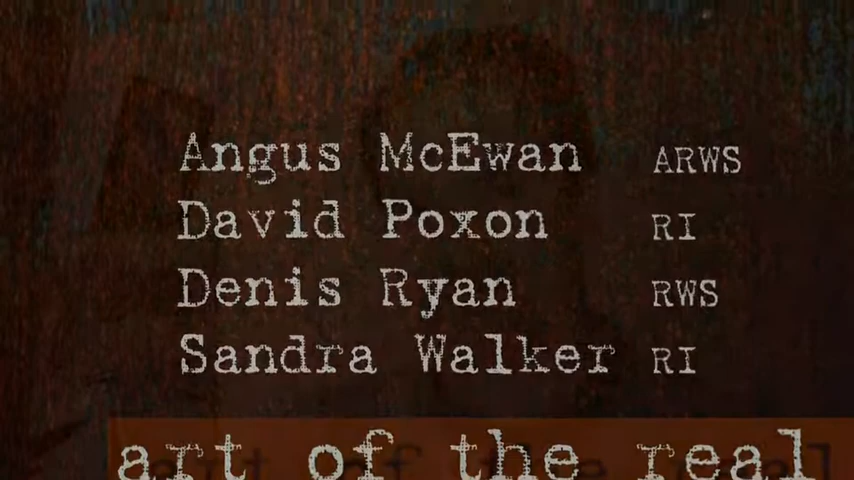 Angus McEwan ARWS
David Poxon RI
Denis Ryan RWS
Sandra Walker RI
art of the real